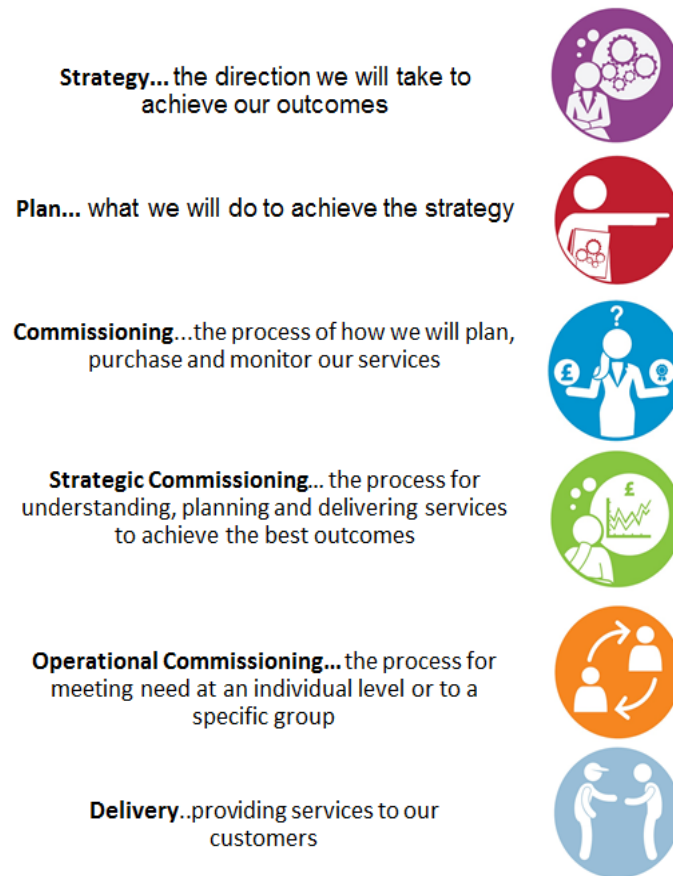 Strategy... the direction we will take to
achieve our outcomes
Plan... what we will do to achieve the strategy
Commissioning...the process of how we will plan,
purchase and monitor our services
?
£
Strategic Commissioning... the process for
understanding, planning and delivering services
to achieve the best outcomes
£
Operational Commissioning... the process for
meeting need at an individual level or to a
specific group
Delivery..providing services to our
customers